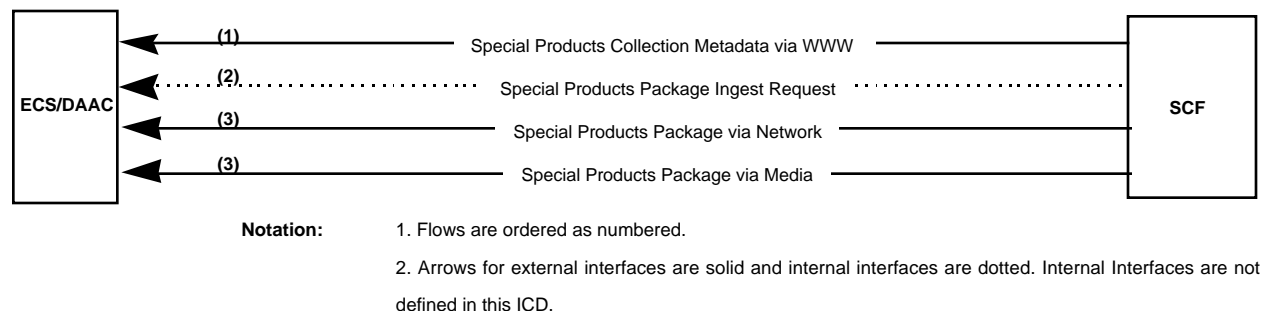 (1)
Special Products Collection Metadata via WWW
(2)
Special Products Package Ingest Request
ECS/DAAC
SCF
(3)
Special Products Package via Network
(3)
Special Products Package via Media
Notation: 1. Flows are ordered as numbered.
2. Arrows for external interfaces are solid and internal interfaces are dotted. Internal Interfaces are not
defined in this ICD.